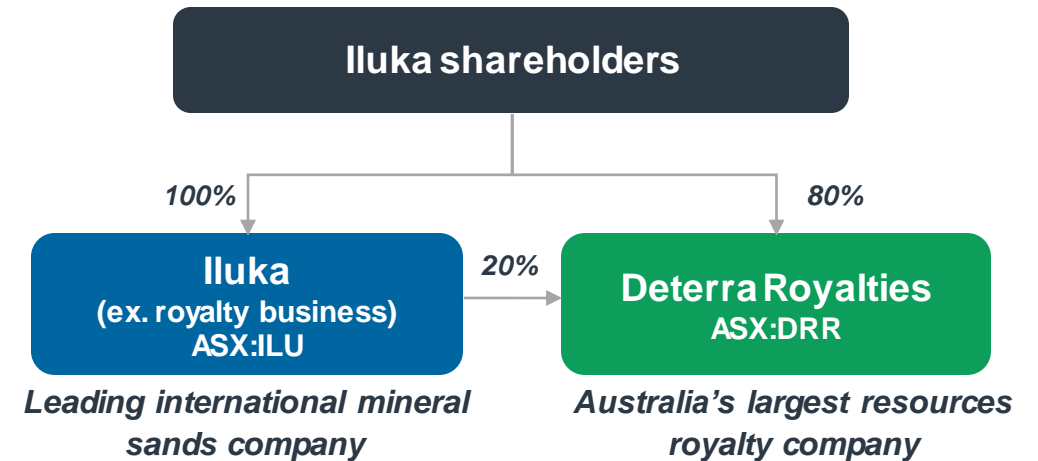 Iluka shareholders
100%
80%
Iluka
(ex. royalty business)
ASX:ILU
20%
Deterra Royalties
ASX:DRR
Leading international mineral
sands company
Australia's largest resources
royalty company